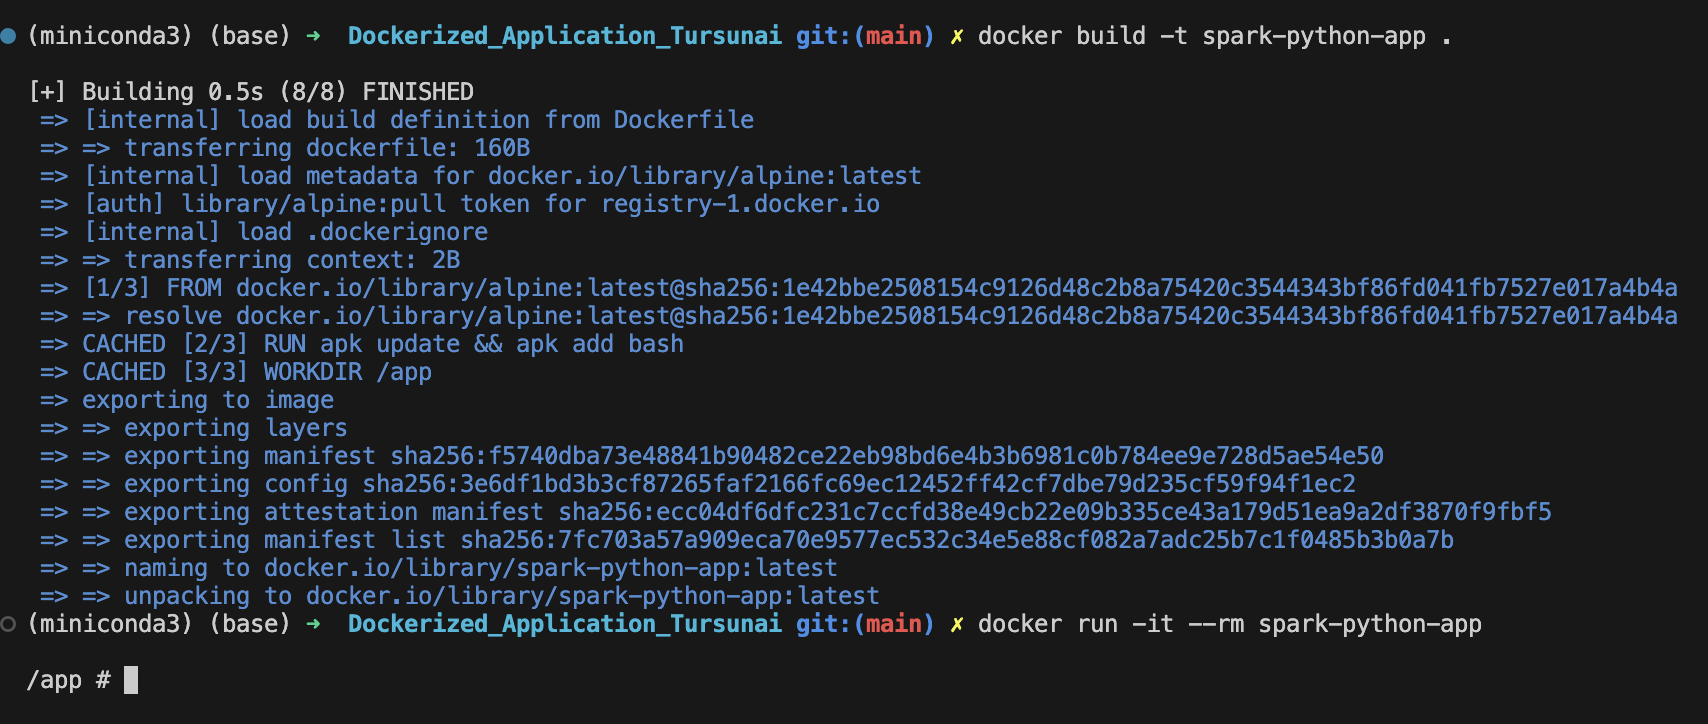 (miniconda3) (base) ➜  Dockerized_Application_Tursunai git:(main) ✗ docker build -t spark-python-app .
[+] Building 0.5s (8/8) FINISHED
=> [internal] load build definition from Dockerfile
=> => transferring dockerfile: 160B
=> [internal] load metadata for docker.io/library/alpine:latest
=> [auth] library/alpine:pull token for registry-1.docker.io
=> [internal] load .dockerignore
=> => transferring context: 2B
=> [1/3] FROM docker.io/library/alpine:latest@sha256:1e42bbe2508154c9126d48c2b8a75420c3544343bf86fd041fb7527e017a4b4a
=> => resolve docker.io/library/alpine:latest@sha256:1e42bbe2508154c9126d48c2b8a75420c3544343bf86fd041fb7527e017a4b4a
=> CACHED [2/3] RUN apk update && apk add bash
=> CACHED [3/3] WORKDIR /app
=> exporting to image
=> => exporting layers
=> => exporting manifest sha256:f5740dba73e48841b90482ce22eb98bd6e4b3b6981c0b784ee9e728d5ae54e50
=> => exporting config sha256:3e6df1bd3b3cf87265faf2166fc69ec12452ff42cf7dbe79d235cf59f94f1ec2
=> => exporting attestation manifest sha256:ecc04df6dfc231c7ccfd38e49cb22e09b335ce43a179d51ea9a2df3870f9fbf5
=> => exporting manifest list sha256:7fc703a57a909eca70e9577ec532c34e5e88cf082a7adc25b7c1f0485b3b0a7b
=> => naming to docker.io/library/spark-python-app:latest
=> => unpacking to docker.io/library/spark-python-app:latest
(miniconda3) (base) ➜  Dockerized_Application_Tursunai git:(main) ✗ docker run -it --rm spark-python-app
/app #